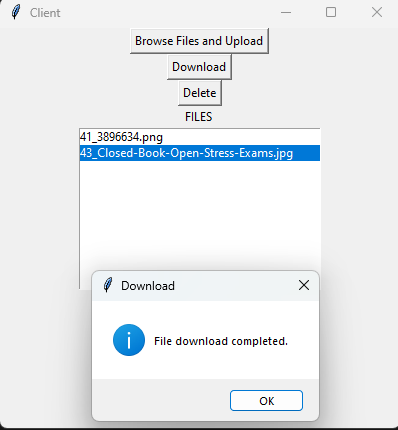 Client
Browse Files and Upload
Download
Delete
FILES
41_3896634.png
43_Closed-Book-Open-Stress-Exams.jpg
Download
File download completed.
OK